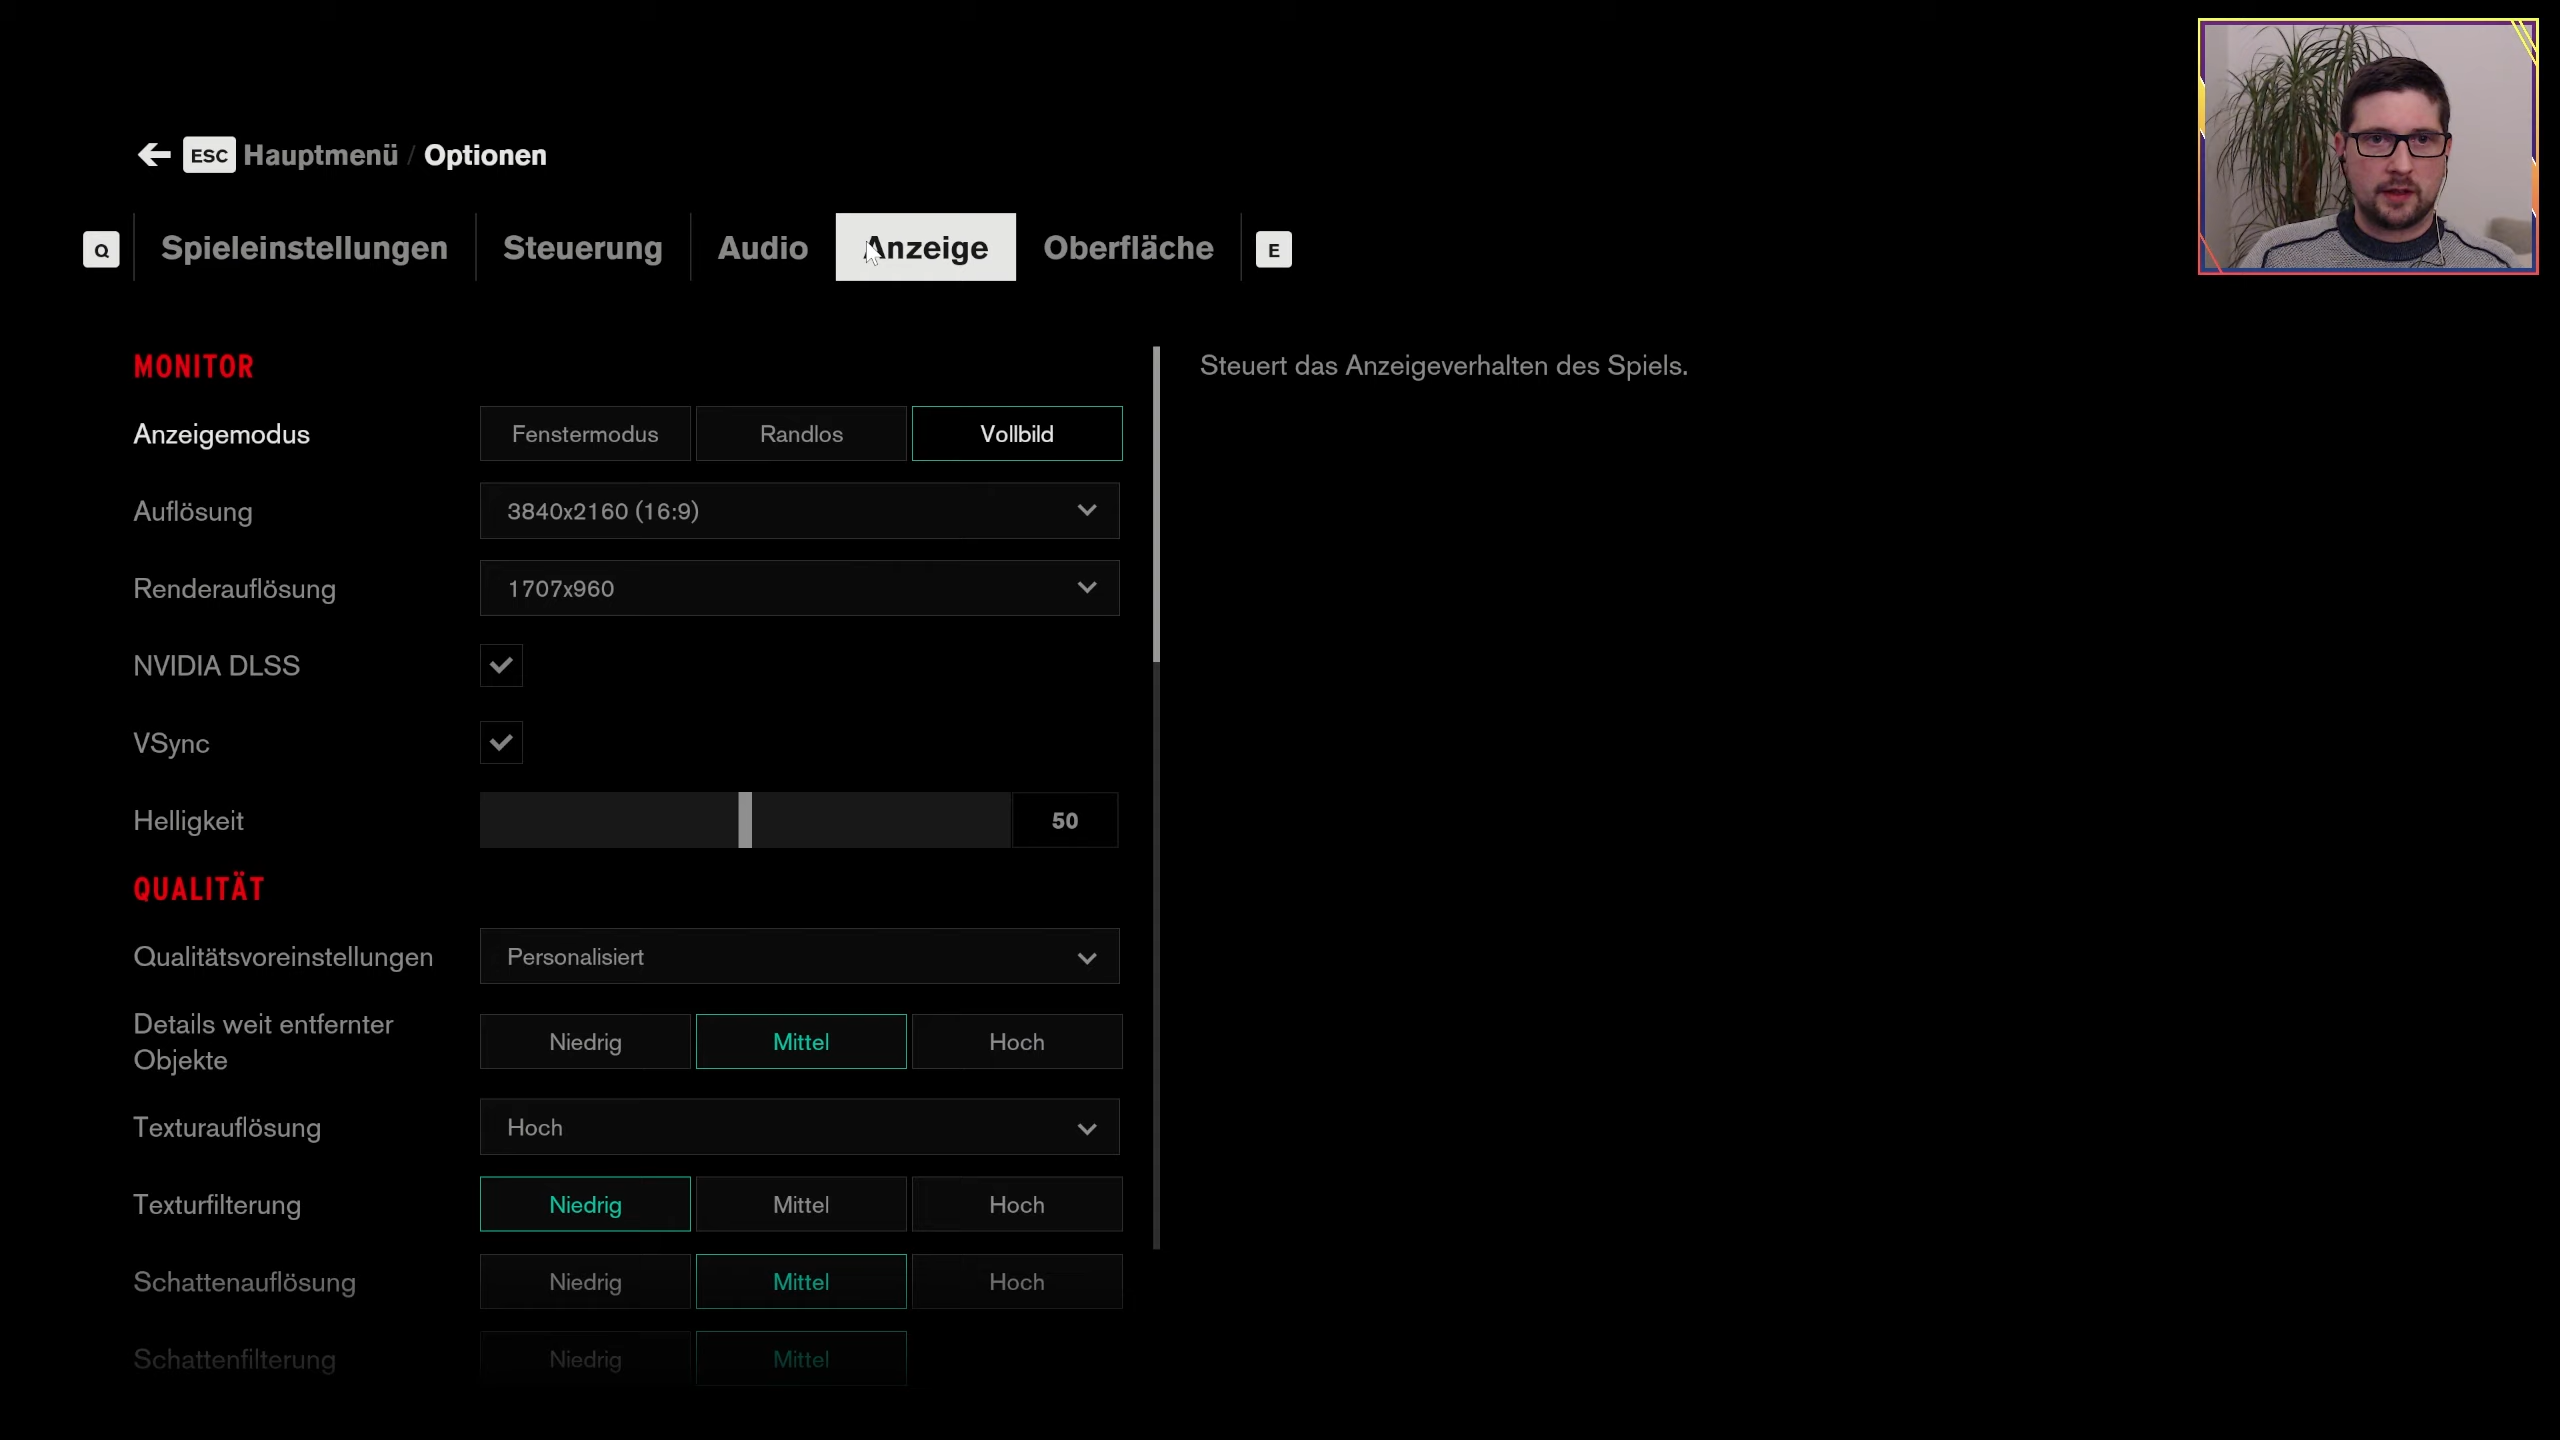 ESC Hauptmenü / Optionen
Q Spieleinstellungen Steuerung Audio Anzeige Oberfläche E
MONITOR
Steuert das Anzeigeverhalten des Spiels.
Anzeigemodus Fenstermodus Randlos Vollbild
Auflösung 3840x2160 (16:9)
Renderauflösung 1707x960
NVIDIA DLSS
VSync
Helligkeit 50
QUALITÄT
Qualitätsvoreinstellungen Personalisiert
Details weit entfernter
Objekte Niedrig Mittel Hoch
Texturauflösung Hoch
Texturfilterung Niedrig Mittel Hoch
Schattenauflösung Niedrig Mittel Hoch
Schattenfilterung Niedrig Mittel